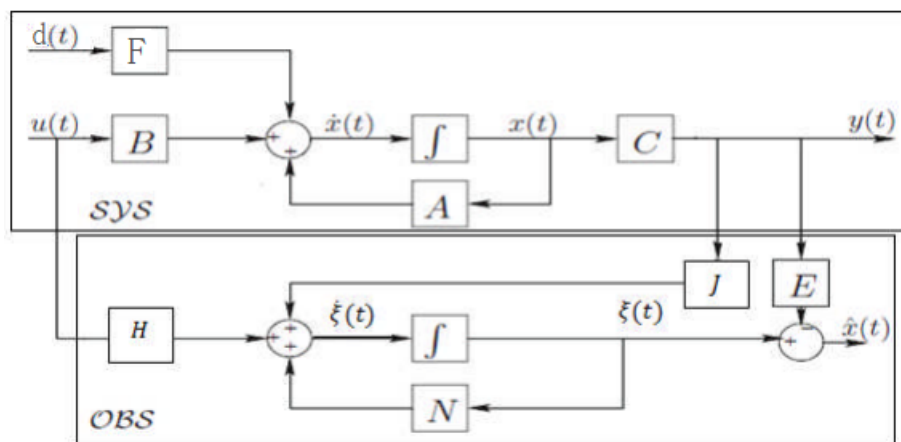 d(t)
F
u(t)
B
+
+
ẋ(t)
∫
x(t)
C
y(t)
A
SYS
J
E
H
+
+
+
ξ̇(t)
∫
ξ(t)
+
−
x̂(t)
N
OBS